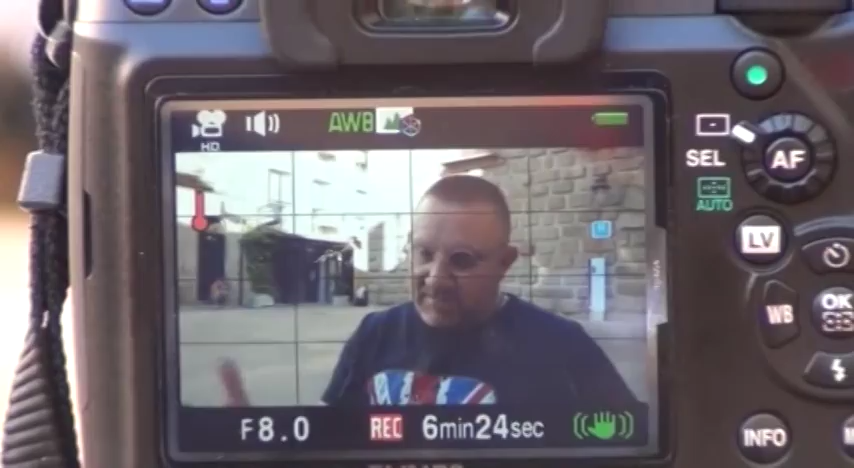 HD AWB
F8.0 REC 6min24sec
SEL
AF
AUTO
LV
WB
OK
INFO